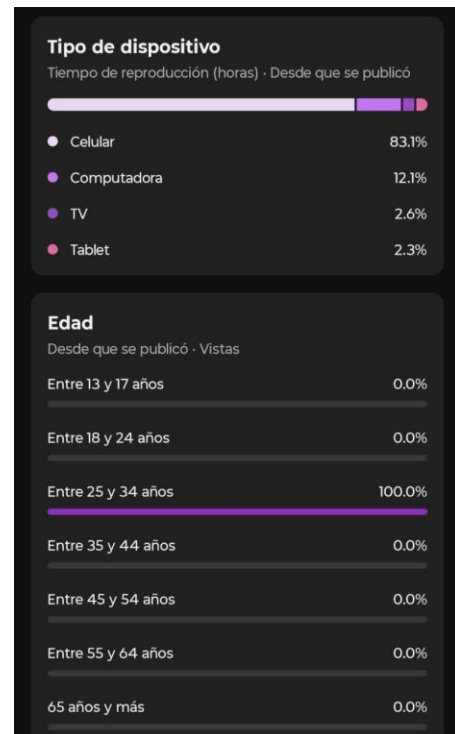 Tipo de dispositivo
Tiempo de reproducción (horas) · Desde que se publicó
Celular 83.1%
Computadora 12.1%
TV 2.6%
Tablet 2.3%
Edad
Desde que se publicó · Vistas
Entre 13 y 17 años 0.0%
Entre 18 y 24 años 0.0%
Entre 25 y 34 años 100.0%
Entre 35 y 44 años 0.0%
Entre 45 y 54 años 0.0%
Entre 55 y 64 años 0.0%
65 años y más 0.0%